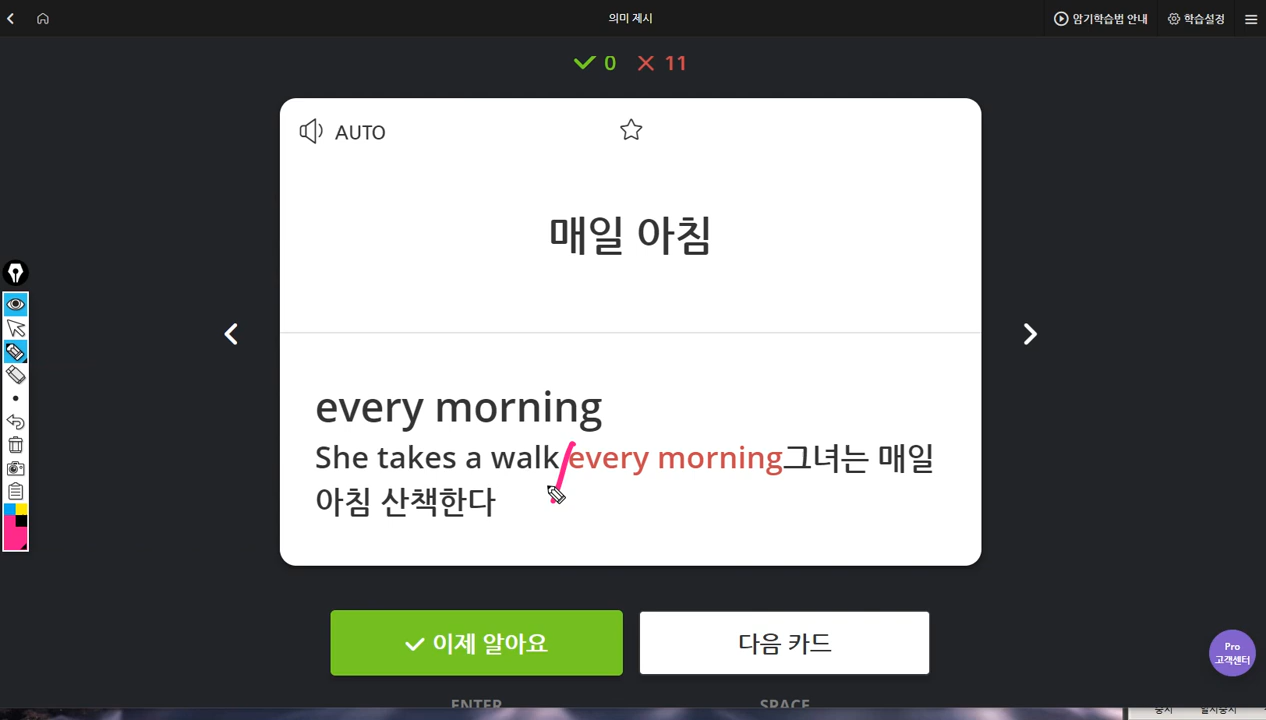 의미 제시
암기학습법 안내
학습설정
0 11
AUTO
매일 아침
every morning
She takes a walk every morning그녀는 매일
아침 산책한다
이제 알아요
다음 카드
Pro
고객센터
ENTER
SPACE